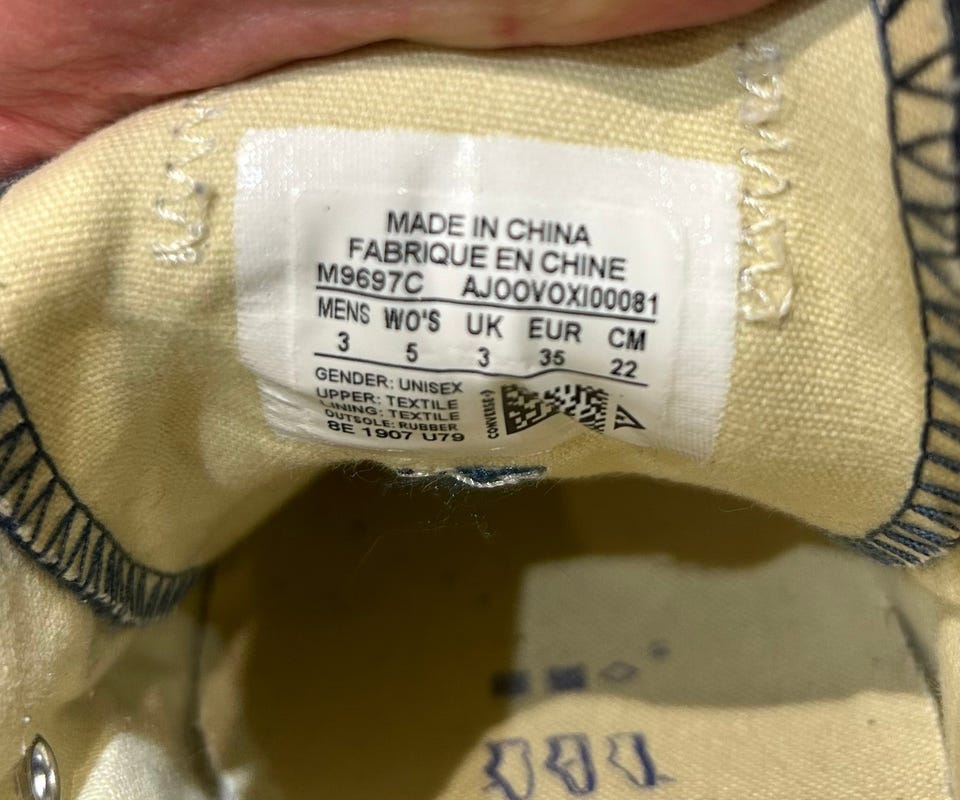 MADE IN CHINA
FABRIQUE EN CHINE
M9697C AJOOVOXI00081
MENS WO'S UK EUR CM
3 5 3 35 22
GENDER: UNISEX
UPPER: TEXTILE
LINING: TEXTILE
OUTSOLE: RUBBER
8E 1907 U79
CONVERSE
V